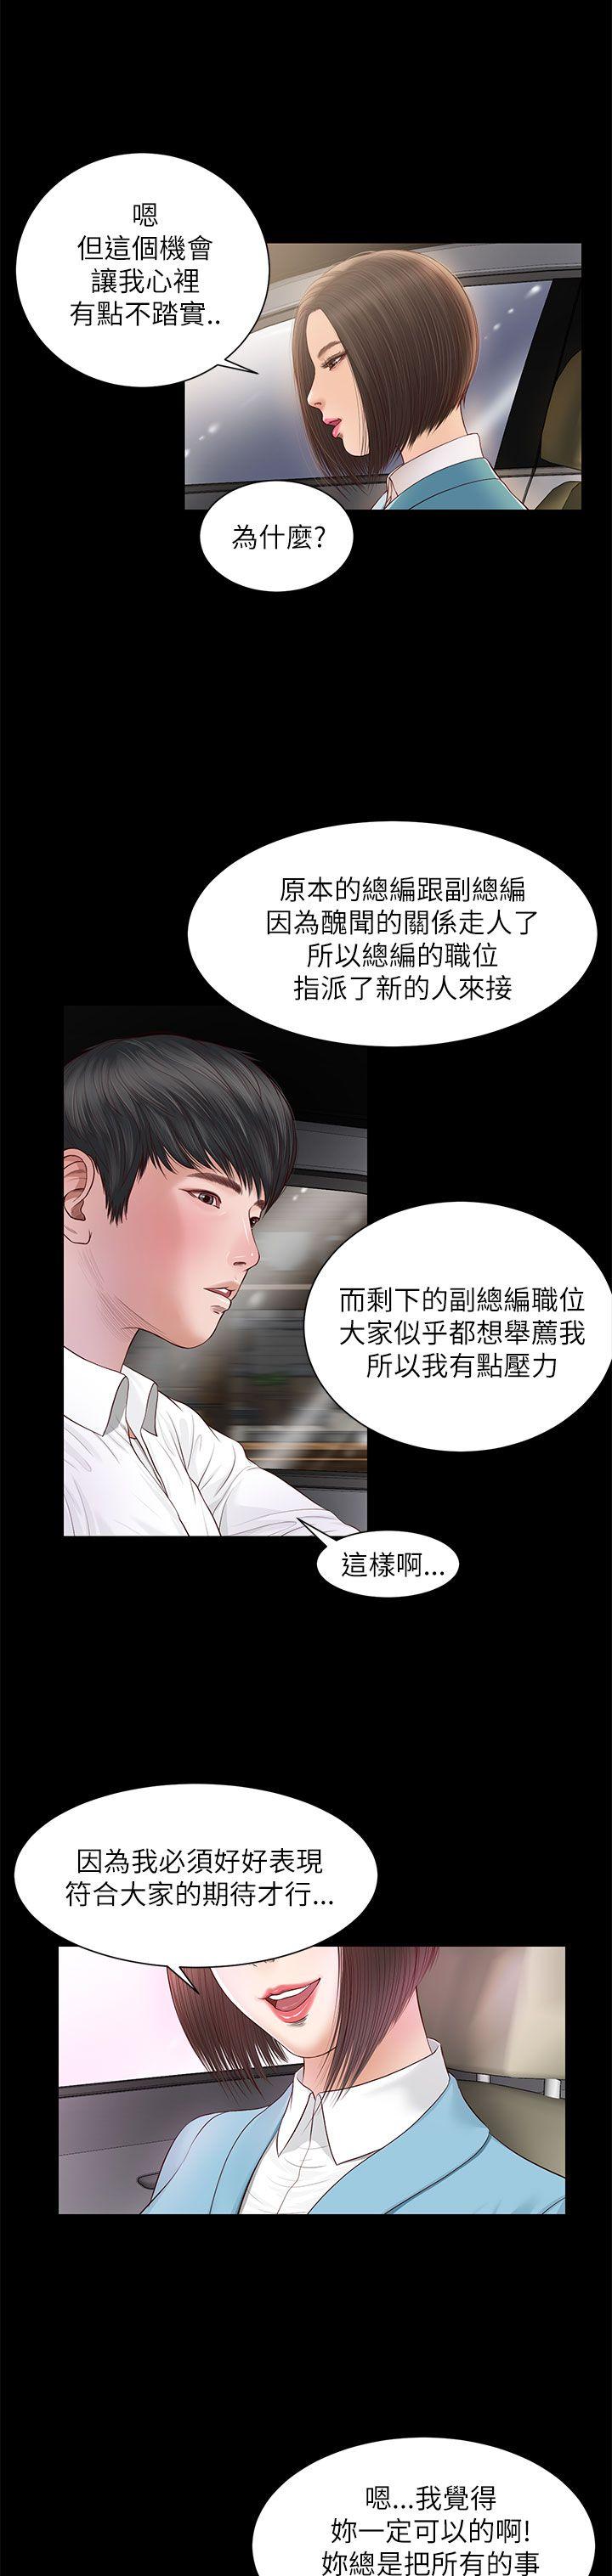 嗯
但這個機會
讓我心裡
有點不踏實..
為什麼?
原本的總編跟副總編
因為醜聞的關係走人了
所以總編的職位
指派了新的人來接
而剩下的副總編職位
大家似乎都想舉薦我
所以我有點壓力
這樣啊...
因為我必須好好表現
符合大家的期待才行...
嗯...我覺得
妳一定可以的啊!
妳總是把所有的事